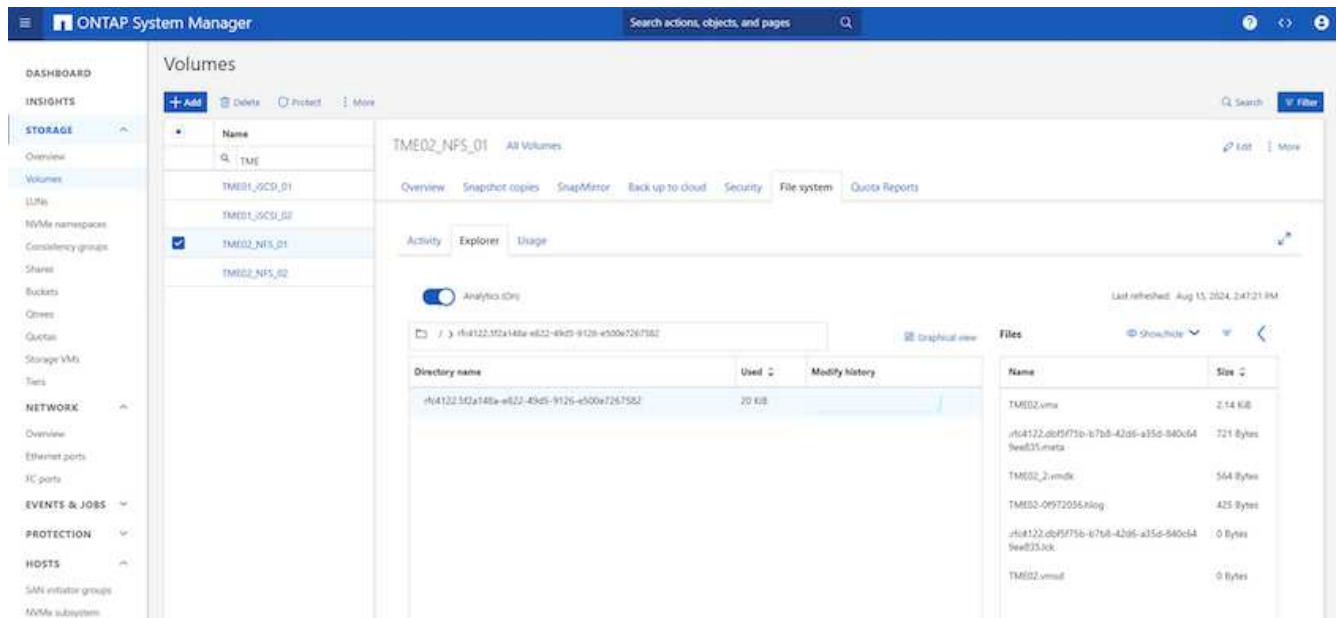 ONTAP System Manager
Search actions, objects, and pages
DASHBOARD
INSIGHTS
STORAGE
Overview
Volumes
LUNs
NVMe namespaces
Consistency groups
Shares
Buckets
Qtrees
Quotas
Storage VMs
Tiers
NETWORK
Overview
Ethernet ports
FC ports
EVENTS & JOBS
PROTECTION
HOSTS
SAN initiator groups
NVMe subsystem
Volumes
+ Add Delete Protect More
Search Filter
Name
TME
TME01_iSCSI_01
TME01_iSCSI_02
TME02_NFS_01
TME02_NFS_02
TME02_NFS_01 All Volumes
Edit More
Overview Snapshot copies SnapMirror Back up to cloud Security File system Quota Reports
Activity Explorer Usage
Analytics (On)
Last refreshed: Aug 15, 2024, 2:47:21 PM
/ rfc4122.5f2a148a-e822-49d5-9126-e500e7267582
Graphical view
Directory name Used Modify history
rfc4122.5f2a148a-e822-49d5-9126-e500e7267582 20 KiB
Files Show/hide
Name Size
TME02.vmx 2.14 KiB
.rfc4122.dbf5f75b-b7b8-42d6-a35d-840c64 721 Bytes
9ee835.meta
TME02_2.vmdk 564 Bytes
TME02-0f972056.hlog 425 Bytes
.rfc4122.dbf5f75b-b7b8-42d6-a35d-840c64 0 Bytes
9ee835.lck
TME02.vmsd 0 Bytes